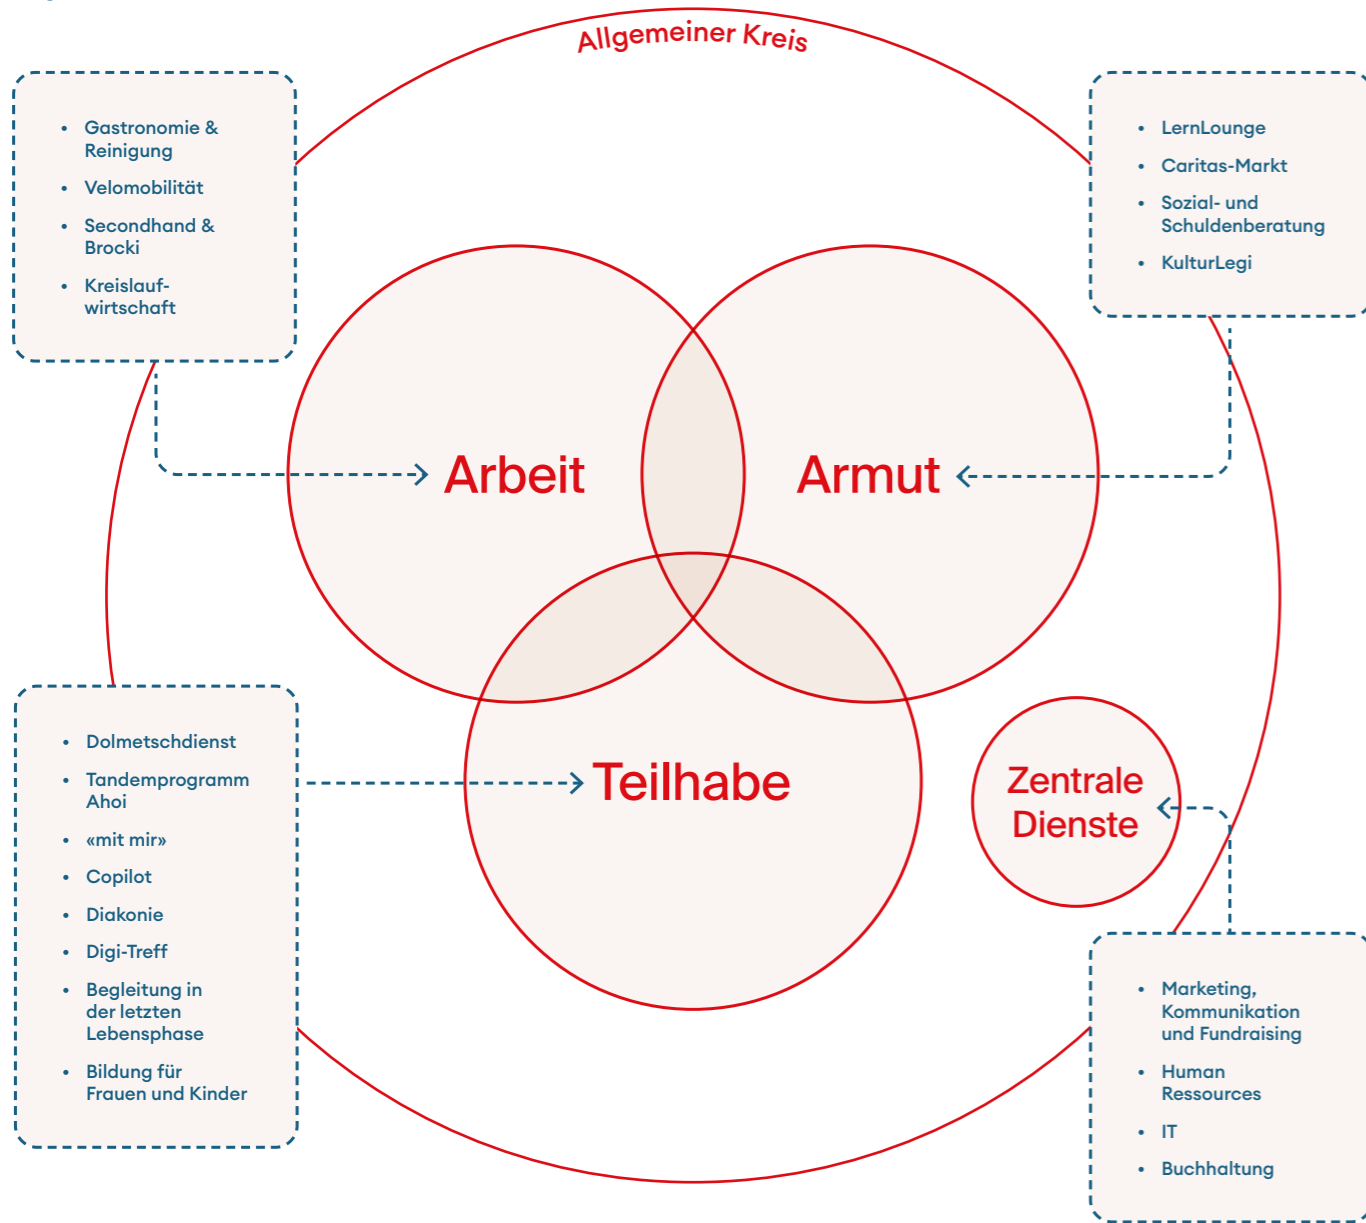 Allgemeiner Kreis
• Gastronomie &
Reinigung
• Velomobilität
• Secondhand &
Brocki
• Kreislauf-
wirtschaft
• LernLounge
• Caritas-Markt
• Sozial- und
Schuldenberatung
• KulturLegi
Arbeit
Armut
Teilhabe
Zentrale
Dienste
• Dolmetschdienst
• Tandemprogramm
Ahoi
• «mit mir»
• Copilot
• Diakonie
• Digi-Treff
• Begleitung in
der letzten
Lebensphase
• Bildung für
Frauen und Kinder
• Marketing,
Kommunikation
und Fundraising
• Human
Ressources
• IT
• Buchhaltung